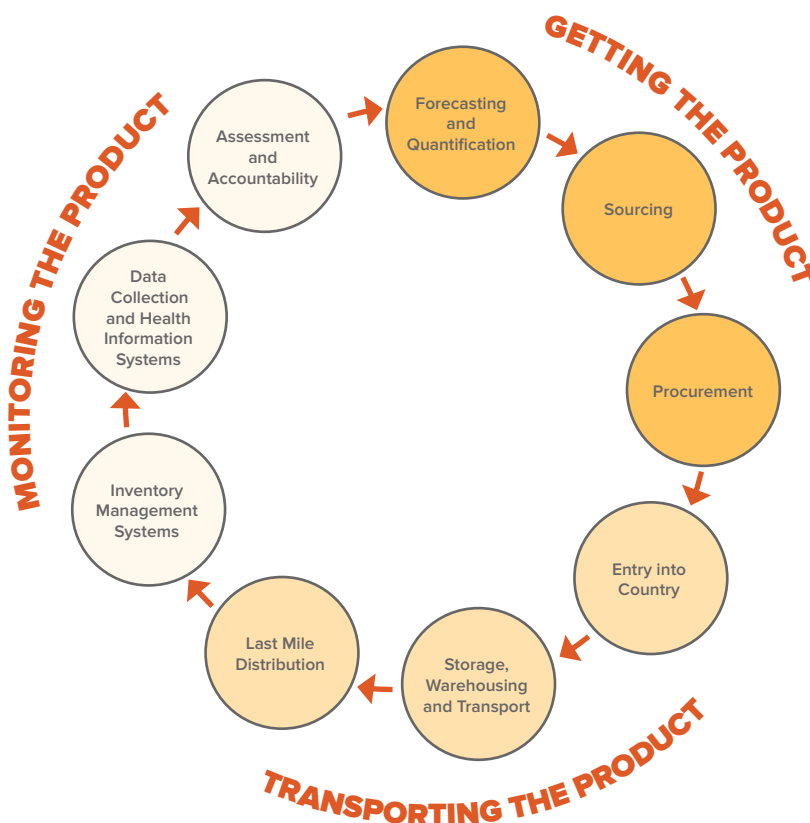 GETTING THE PRODUCT
Forecasting
and
Quantification
Sourcing
Procurement
TRANSPORTING THE PRODUCT
Entry into
Country
Storage,
Warehousing
and Transport
Last Mile
Distribution
MONITORING THE PRODUCT
Inventory
Management
Systems
Data
Collection
and Health
Information
Systems
Assessment
and
Accountability